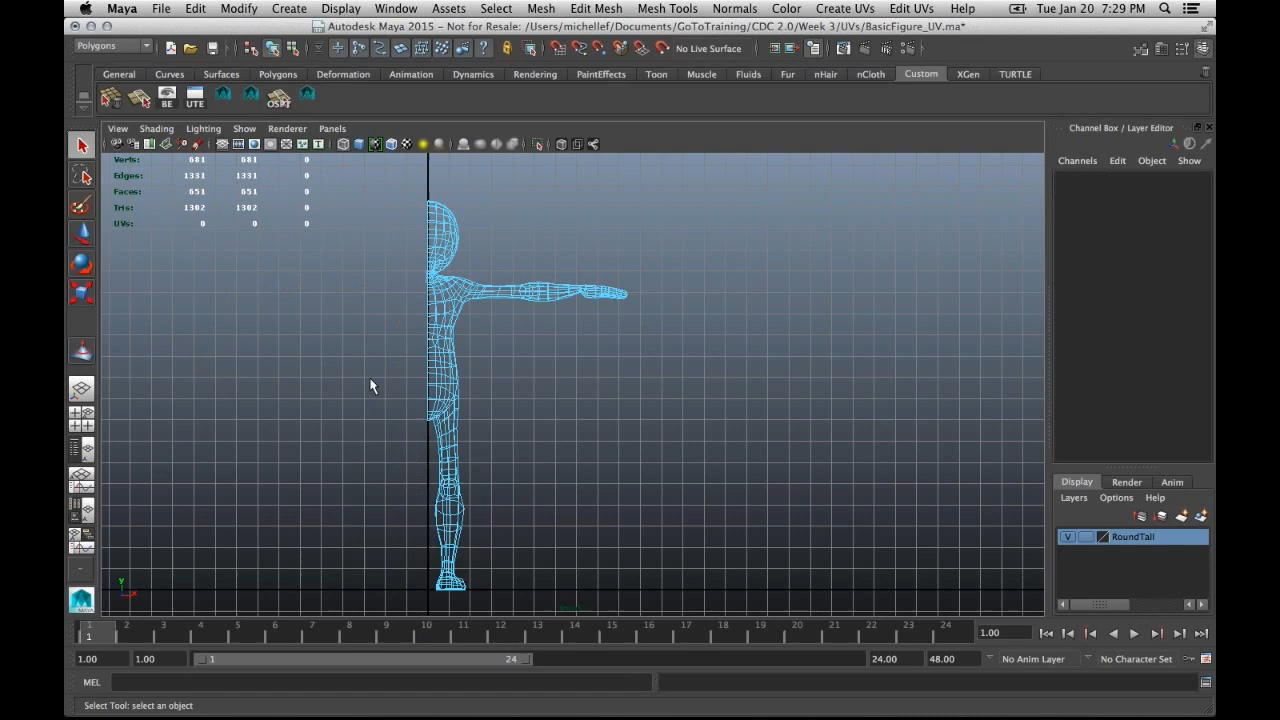 Maya File Edit Modify Create Display Window Assets Select Mesh Edit Mesh Mesh Tools Normals Color Create UVs Edit UVs Help Tue Jan 20 7:29 PM
Autodesk Maya 2015 - Not for Resale: /Users/michellef/Documents/GoToTraining/CDC 2.0/Week 3/UVs/BasicFigure_UV.ma*
Polygons No Live Surface
General Curves Surfaces Polygons Deformation Animation Dynamics Rendering PaintEffects Toon Muscle Fluids Fur nHair nCloth Custom XGen TURTLE
BE UTE OSPT
View Shading Lighting Show Renderer Panels
Channel Box / Layer Editor
Channels Edit Object Show
Verts: 681 681 0
Edges: 1331 1331 0
Faces: 651 651 0
Tris: 1302 1302 0
UVs: 0 0 0
Display Render Anim
Layers Options Help
V RoundTall
y
x
MAYA
1 2 3 4 5 6 7 8 9 10 11 12 13 14 15 16 17 18 19 20 21 22 23 24
1 1.00
1.00 1.00 1 24 24.00 48.00 No Anim Layer No Character Set
MEL
Select Tool: select an object